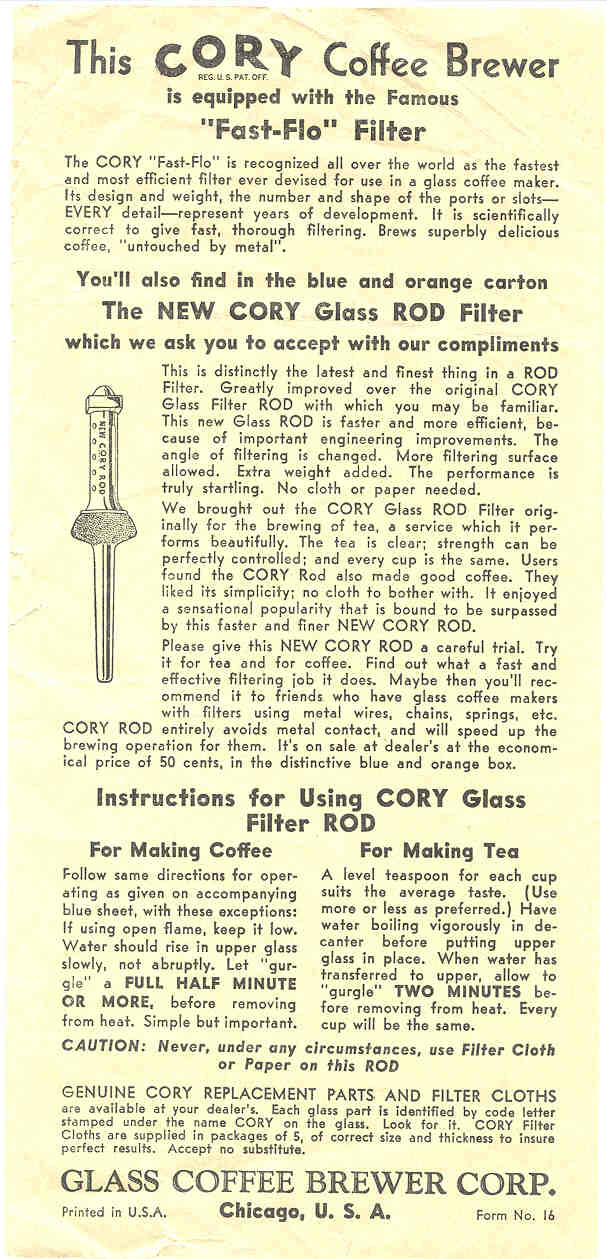 This CORY Coffee Brewer
REG. U. S. PAT. OFF.
is equipped with the Famous
"Fast-Flo" Filter
The CORY "Fast-Flo" is recognized all over the world as the fastest
and most efficient filter ever devised for use in a glass coffee maker.
Its design and weight, the number and shape of the ports or slots—
EVERY detail—represent years of development. It is scientifically
correct to give fast, thorough filtering. Brews superbly delicious
coffee, "untouched by metal".
You'll also find in the blue and orange carton
The NEW CORY Glass ROD Filter
which we ask you to accept with our compliments
NEW CORY ROD
This is distinctly the latest and finest thing in a ROD
Filter. Greatly improved over the original CORY
Glass Filter ROD with which you may be familiar.
This new Glass ROD is faster and more efficient, be-
cause of important engineering improvements. The
angle of filtering is changed. More filtering surface
allowed. Extra weight added. The performance is
truly startling. No cloth or paper needed.
We brought out the CORY Glass ROD Filter orig-
inally for the brewing of tea, a service which it per-
forms beautifully. The tea is clear; strength can be
perfectly controlled; and every cup is the same. Users
found the CORY Rod also made good coffee. They
liked its simplicity; no cloth to bother with. It enjoyed
a sensational popularity that is bound to be surpassed
by this faster and finer NEW CORY ROD.
Please give this NEW CORY ROD a careful trial. Try
it for tea and for coffee. Find out what a fast and
effective filtering job it does. Maybe then you'll rec-
ommend it to friends who have glass coffee makers
with filters using metal wires, chains, springs, etc.
CORY ROD entirely avoids metal contact, and will speed up the
brewing operation for them. It's on sale at dealer's at the econom-
ical price of 50 cents, in the distinctive blue and orange box.
Instructions for Using CORY Glass
Filter ROD
For Making Coffee
Follow same directions for oper-
ating as given on accompanying
blue sheet, with these exceptions:
If using open flame, keep it low.
Water should rise in upper glass
slowly, not abruptly. Let "gur-
gle" a FULL HALF MINUTE
OR MORE, before removing
from heat. Simple but important.
For Making Tea
A level teaspoon for each cup
suits the average taste. (Use
more or less as preferred.) Have
water boiling vigorously in de-
canter before putting upper
glass in place. When water has
transferred to upper, allow to
"gurgle" TWO MINUTES be-
fore removing from heat. Every
cup will be the same.
CAUTION: Never, under any circumstances, use Filter Cloth
or Paper on this ROD
GENUINE CORY REPLACEMENT PARTS AND FILTER CLOTHS
are available at your dealer's. Each glass part is identified by code letter
stamped under the name CORY on the glass. Look for it. CORY Filter
Cloths are supplied in packages of 5, of correct size and thickness to insure
perfect results. Accept no substitute.
GLASS COFFEE BREWER CORP.
Printed in U.S.A. Chicago, U. S. A. Form No. 16